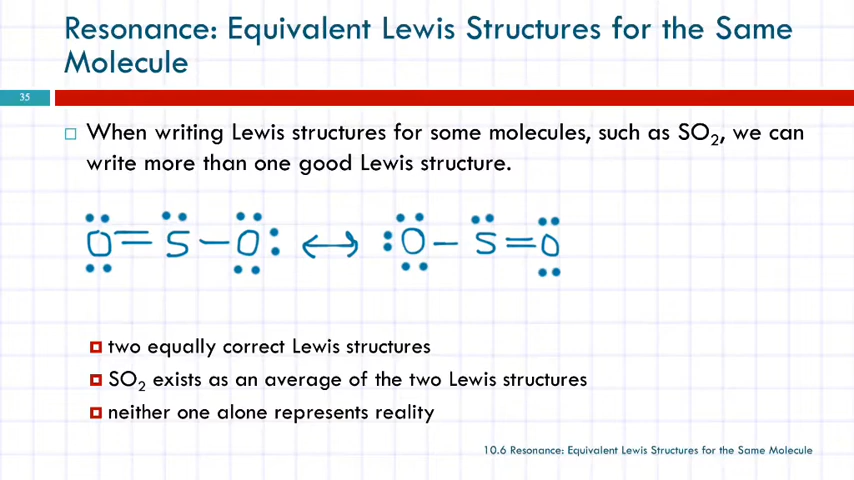 Resonance: Equivalent Lewis Structures for the Same
Molecule
35
When writing Lewis structures for some molecules, such as SO₂, we can
write more than one good Lewis structure.
O=S–O: ↔ :O–S=O
two equally correct Lewis structures
SO₂ exists as an average of the two Lewis structures
neither one alone represents reality
10.6 Resonance: Equivalent Lewis Structures for the Same Molecule